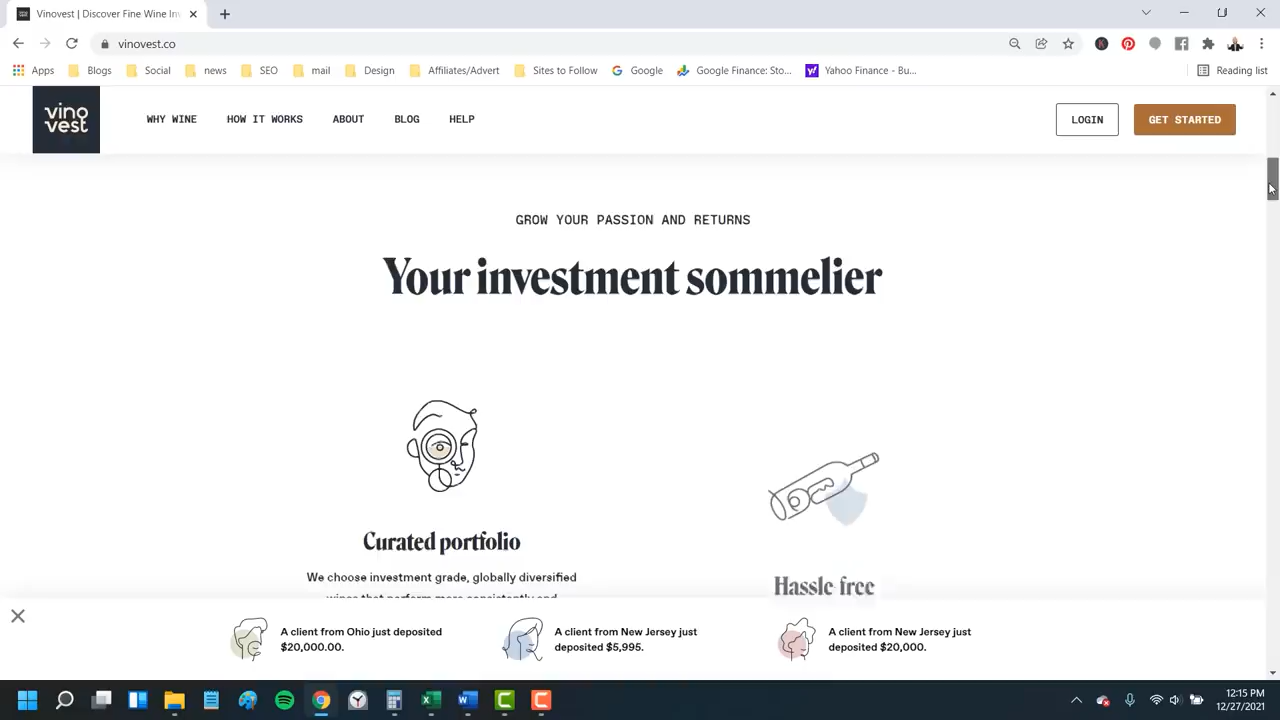 Vinovest | Discover Fine Wine Inv
vinovest.co
Apps Blogs Social news SEO mail Design Affiliates/Advert Sites to Follow Google Google Finance: Sto... Yahoo Finance - Bu... Reading list
vino
vest
WHY WINE HOW IT WORKS ABOUT BLOG HELP LOGIN GET STARTED
GROW YOUR PASSION AND RETURNS
Your investment sommelier
Curated portfolio
We choose investment grade, globally diversified
wines that perform more consistently and
Hassle free
A client from Ohio just deposited
$20,000.00.
A client from New Jersey just
deposited $5,995.
A client from New Jersey just
deposited $20,000.
12:15 PM
12/27/2021